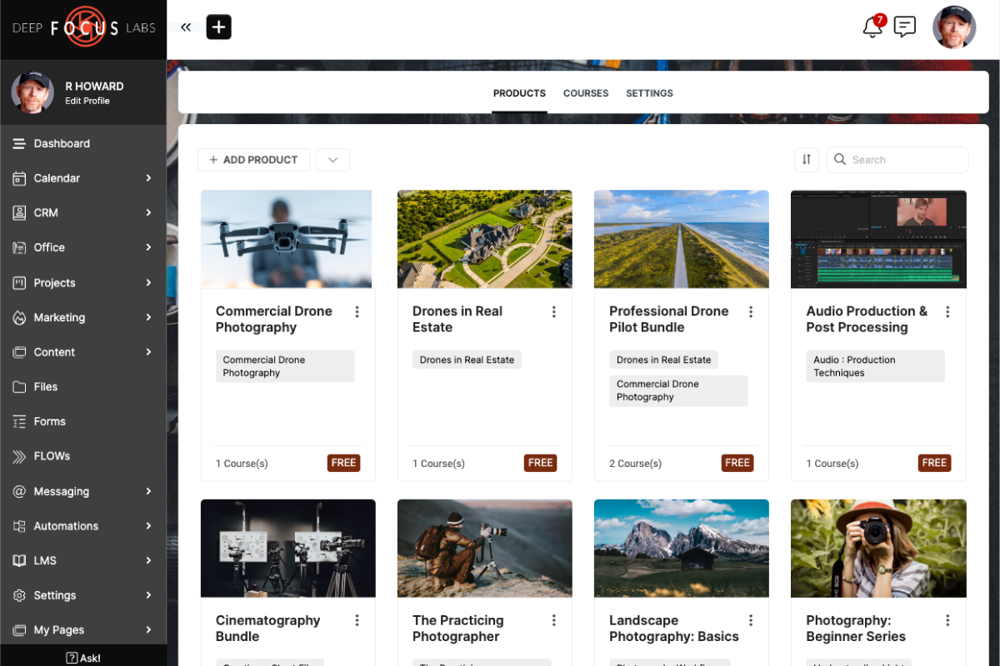 DEEP FOCUS LABS
7
R HOWARD
Edit Profile
Dashboard
Calendar
CRM
Office
Projects
Marketing
Content
Files
Forms
FLOWs
Messaging
Automations
LMS
Settings
My Pages
Ask!
PRODUCTS COURSES SETTINGS
+ ADD PRODUCT
Search
Commercial Drone
Photography
Commercial Drone
Photography
1 Course(s) FREE
Drones in Real
Estate
Drones in Real Estate
1 Course(s) FREE
Professional Drone
Pilot Bundle
Drones in Real Estate
Commercial Drone
Photography
2 Course(s) FREE
Audio Production &
Post Processing
Audio : Production
Techniques
1 Course(s) FREE
Cinematography
Bundle
The Practicing
Photographer
Landscape
Photography: Basics
Photography:
Beginner Series